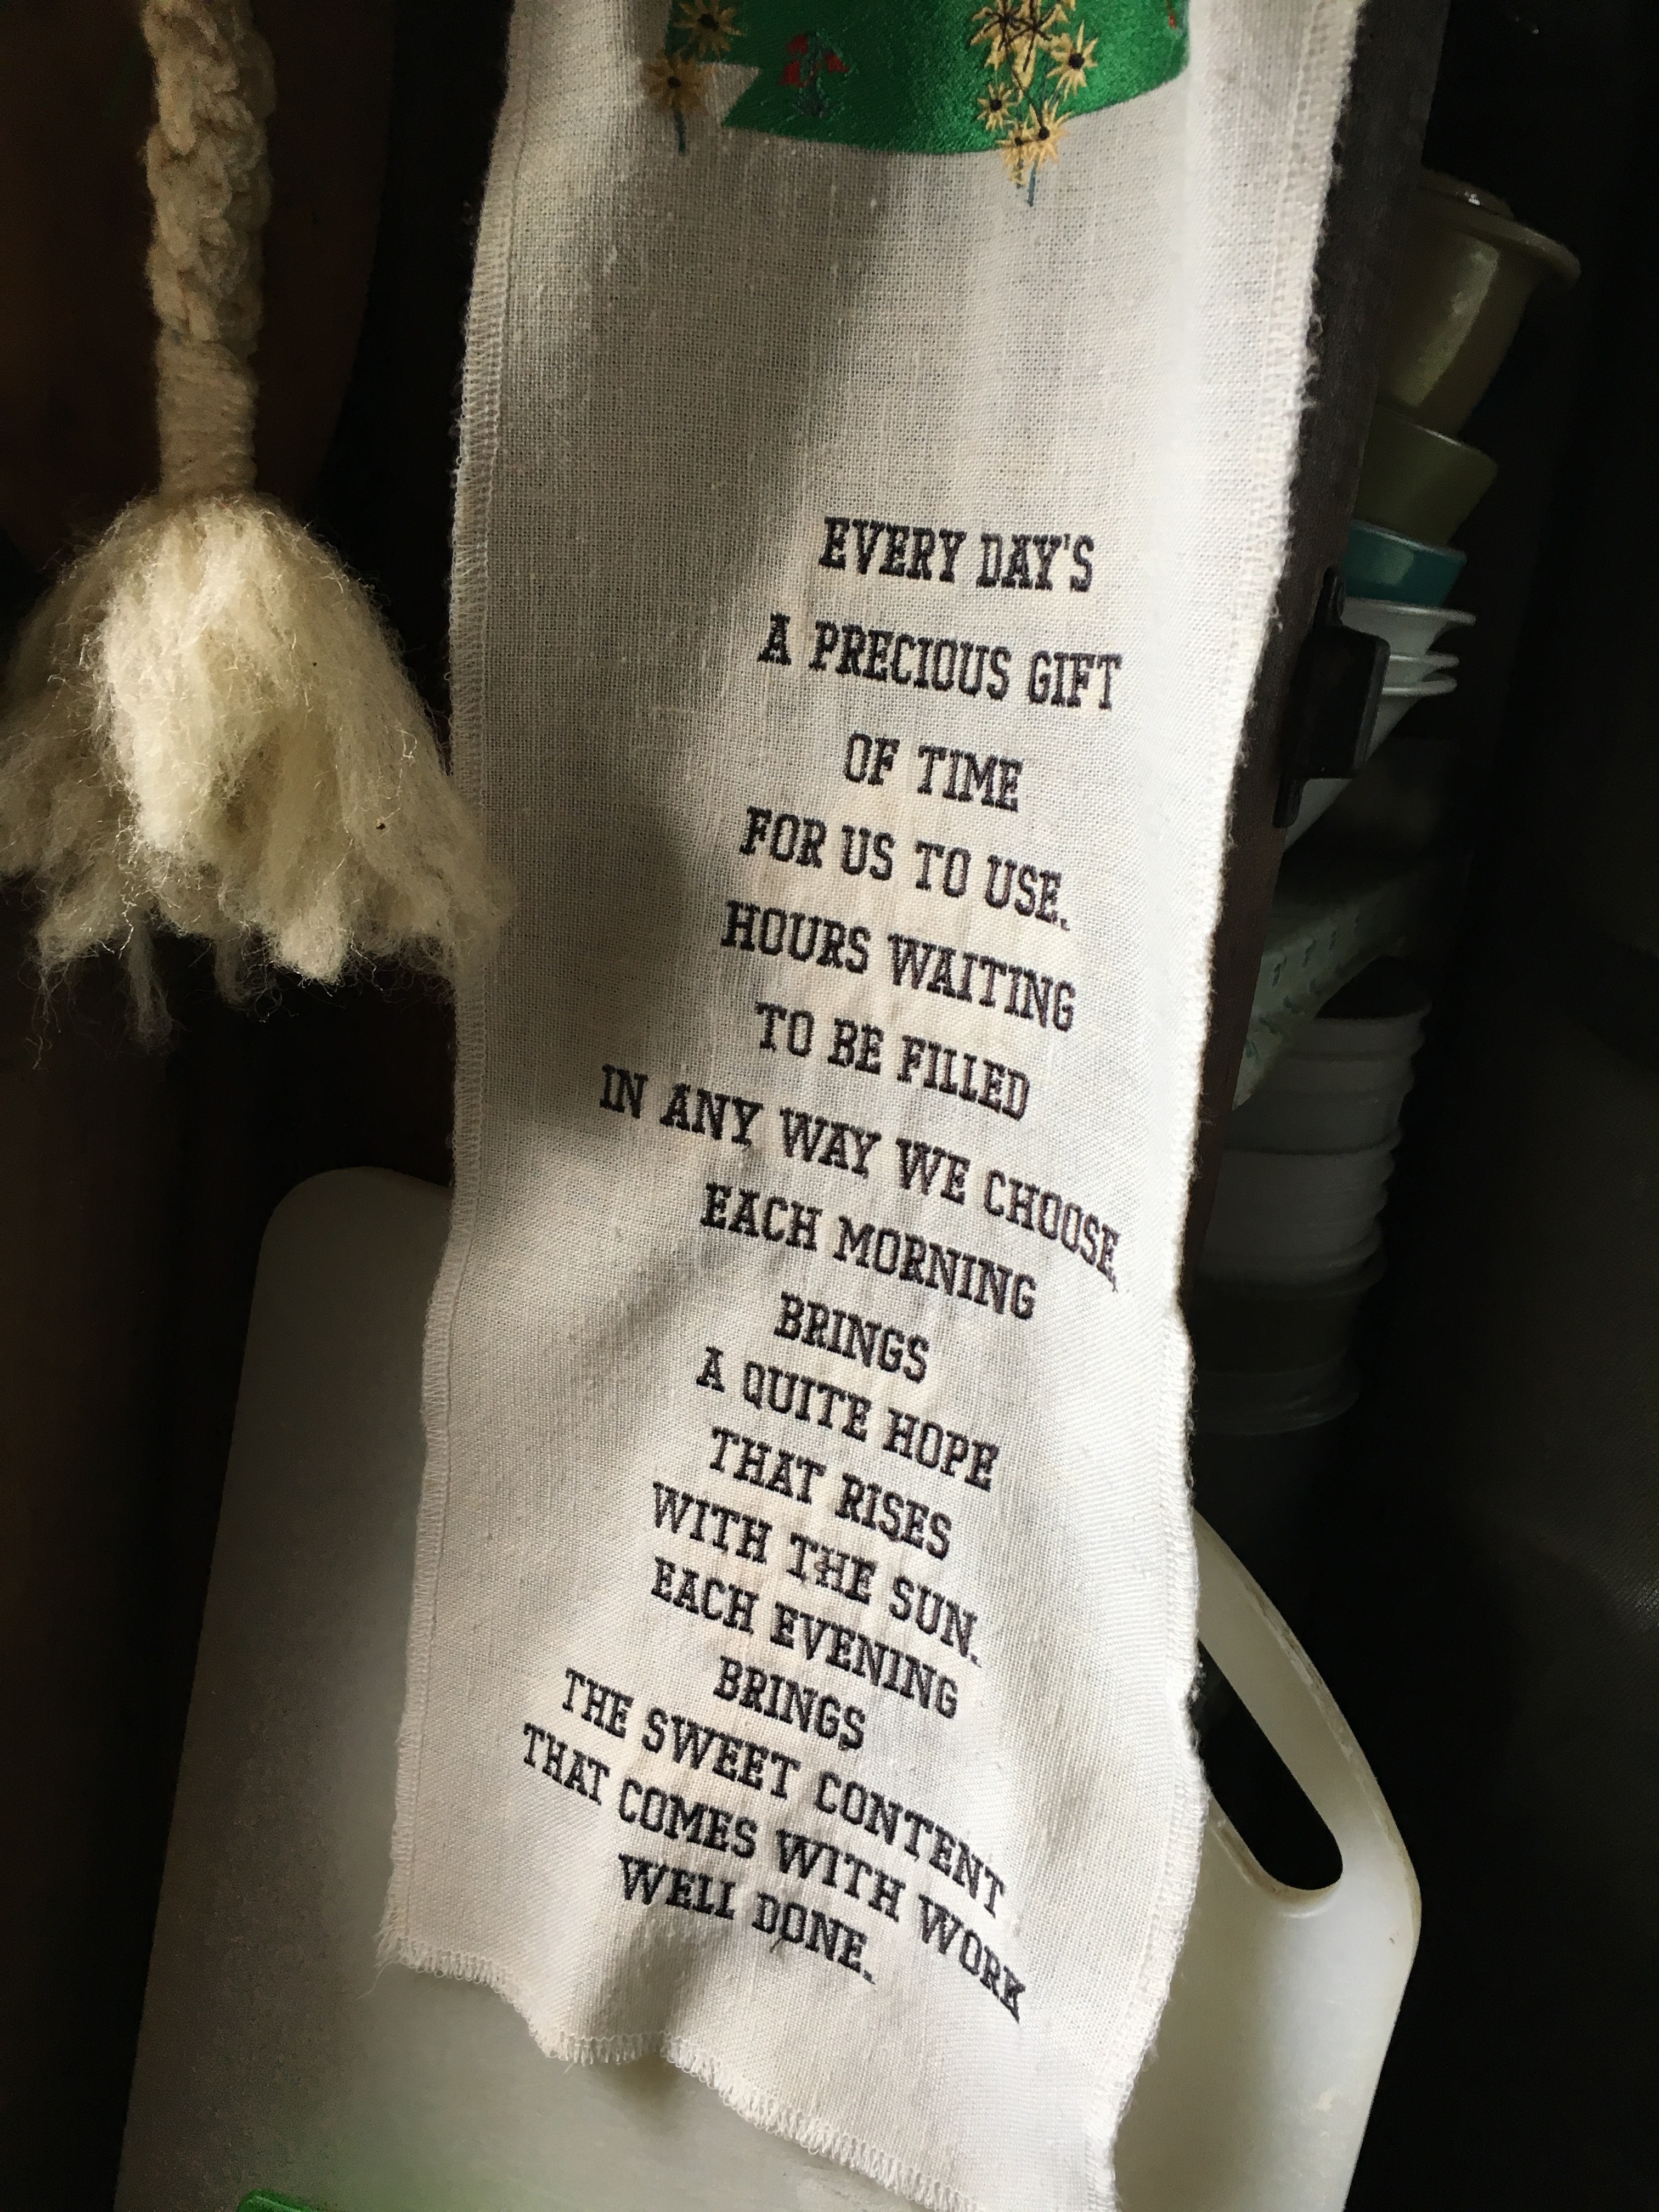 EVERY DAY'S
A PRECIOUS GIFT
OF TIME
FOR US TO USE.
HOURS WAITING
TO BE FILLED
IN ANY WAY WE CHOOSE,
EACH MORNING
BRINGS
A QUITE HOPE
THAT RISES
WITH THE SUN.
EACH EVENING
BRINGS
THE SWEET CONTENT
THAT COMES WITH WORK
WELL DONE.